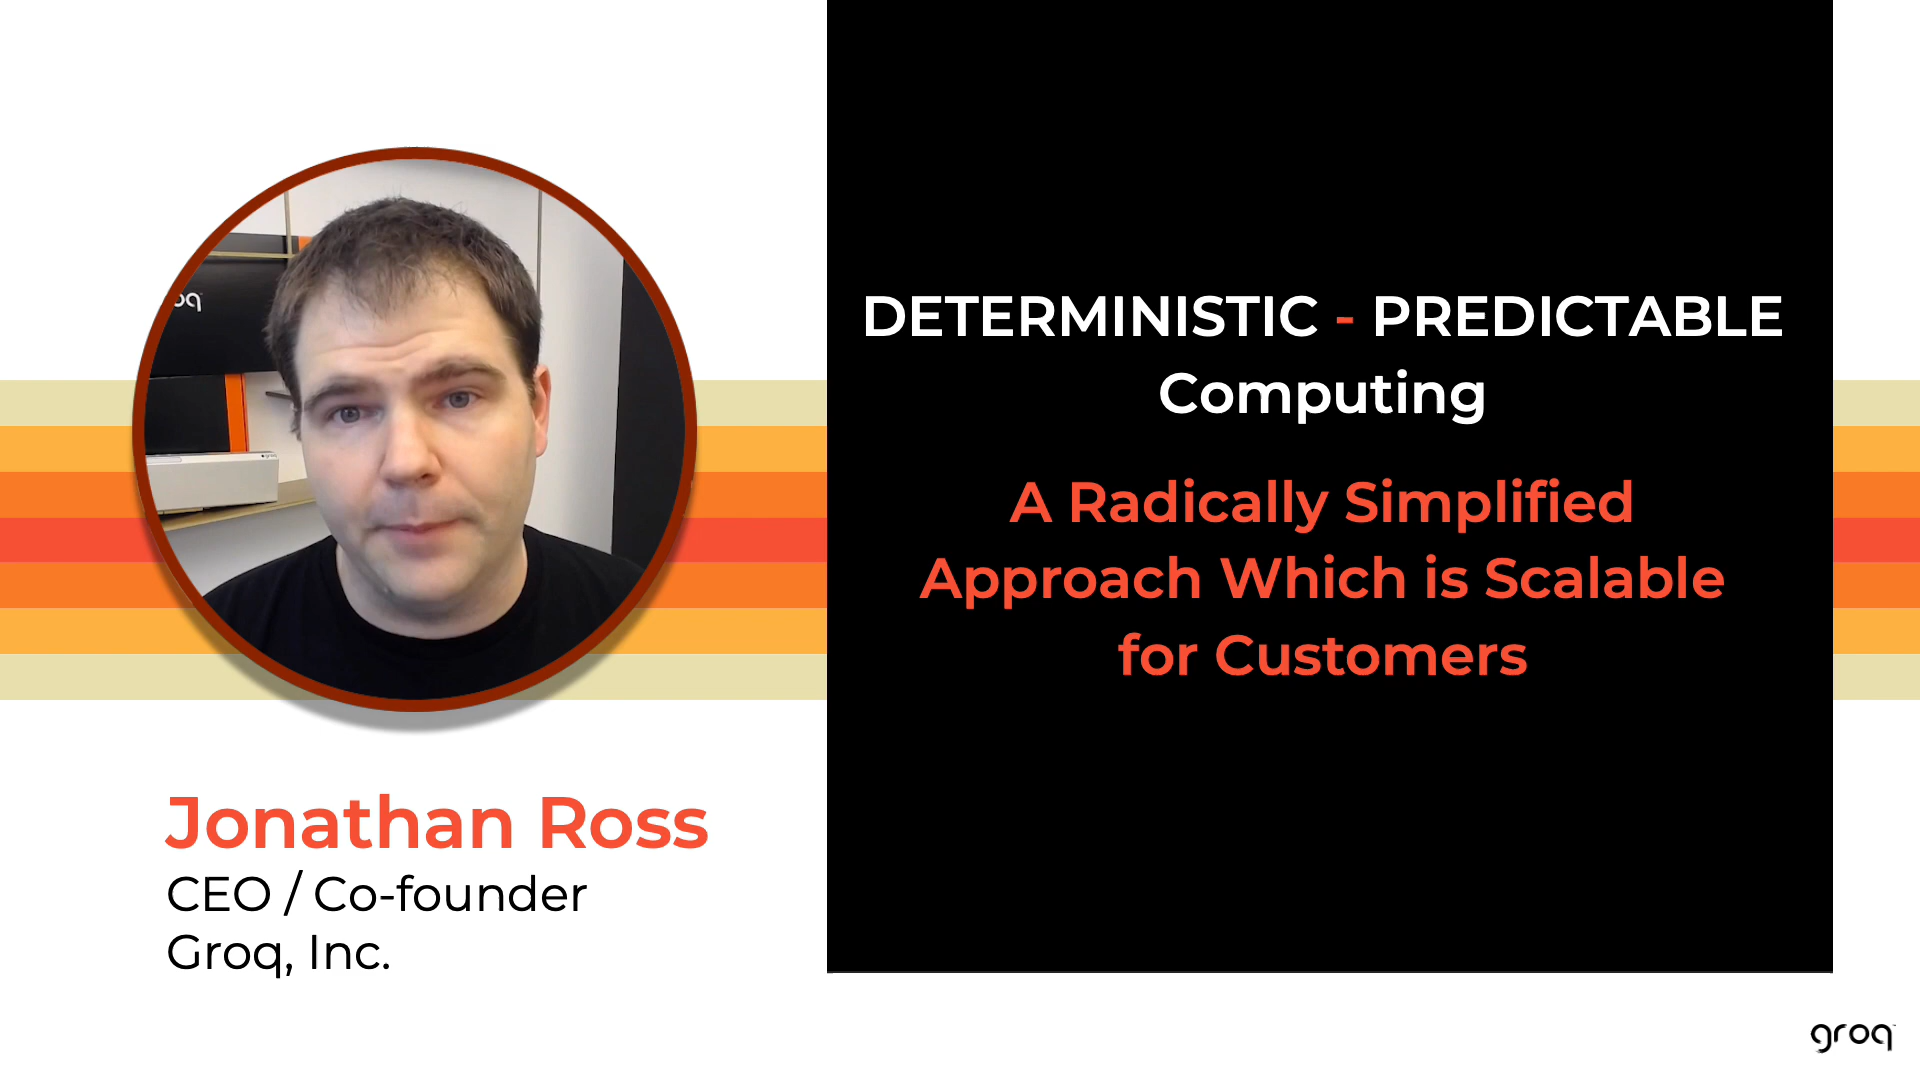 Jonathan Ross
CEO / Co-founder
Groq, Inc.
DETERMINISTIC - PREDICTABLE
Computing
A Radically Simplified
Approach Which is Scalable
for Customers
groq